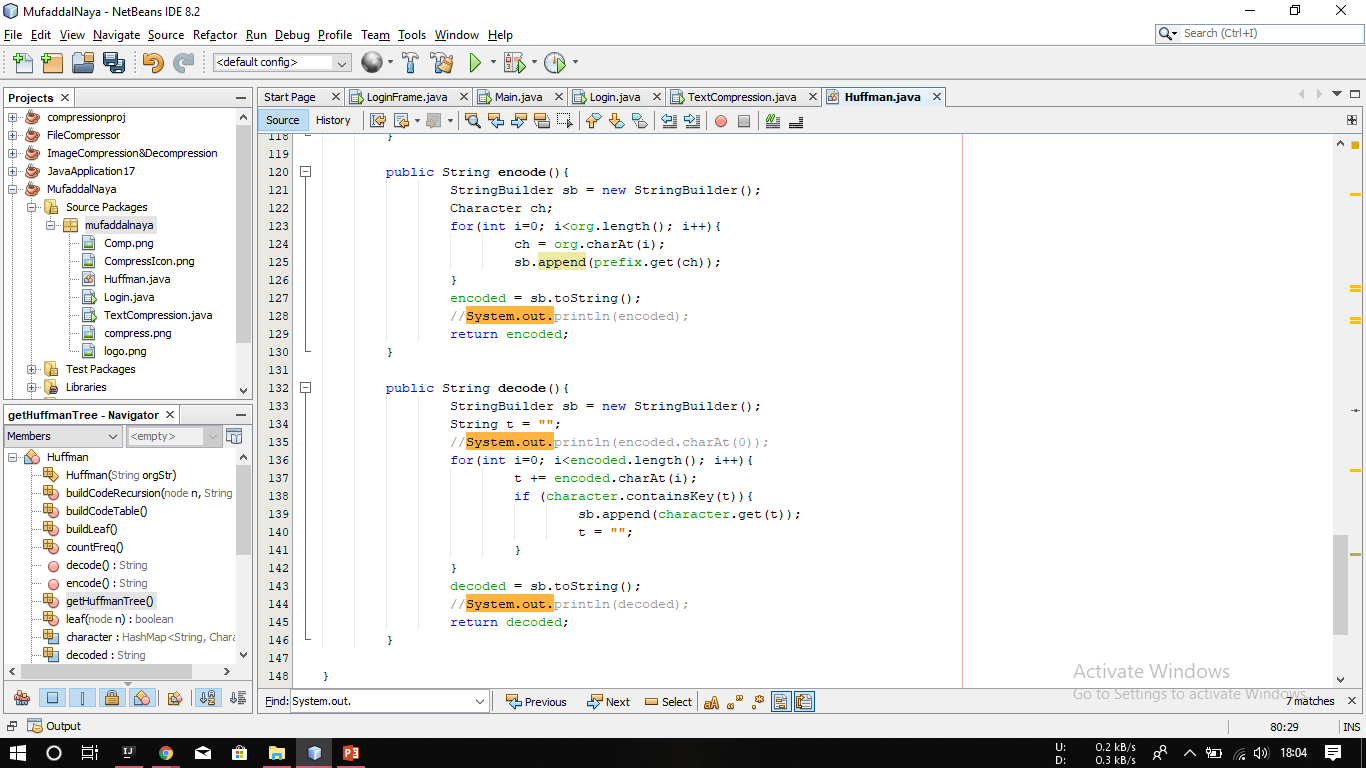 MufaddalNaya - NetBeans IDE 8.2
File Edit View Navigate Source Refactor Run Debug Profile Team Tools Window Help
Search (Ctrl+I)
<default config>
Projects
compressionproj
FileCompressor
ImageCompression&Decompression
JavaApplication17
MufaddalNaya
Source Packages
mufaddalnaya
Comp.png
CompressIcon.png
Huffman.java
Login.java
TextCompression.java
compress.png
logo.png
Test Packages
Libraries
getHuffmanTree - Navigator
Members <empty>
Huffman
Huffman(String orgStr)
buildCodeRecursion(node n, String
buildCodeTable()
buildLeaf()
countFreq()
decode() : String
encode() : String
getHuffmanTree()
leaf(node n) : boolean
character : HashMap<String, Chara
decoded : String
Start Page LoginFrame.java Main.java Login.java TextCompression.java Huffman.java
Source History
118 }
119
120 public String encode(){
121 StringBuilder sb = new StringBuilder();
122 Character ch;
123 for(int i=0; i<org.length(); i++){
124 ch = org.charAt(i);
125 sb.append(prefix.get(ch));
126 }
127 encoded = sb.toString();
128 //System.out.println(encoded);
129 return encoded;
130 }
131
132 public String decode(){
133 StringBuilder sb = new StringBuilder();
134 String t = "";
135 //System.out.println(encoded.charAt(0));
136 for(int i=0; i<encoded.length(); i++){
137 t += encoded.charAt(i);
138 if (character.containsKey(t)){
139 sb.append(character.get(t));
140 t = "";
141 }
142 }
143 decoded = sb.toString();
144 //System.out.println(decoded);
145 return decoded;
146 }
147
148 }
Activate Windows
Go to Settings to activate Windows.
Find: System.out. Previous Next Select 7 matches
Output
80:29 INS
U: 0.2 kB/s
D: 0.3 kB/s
18:04